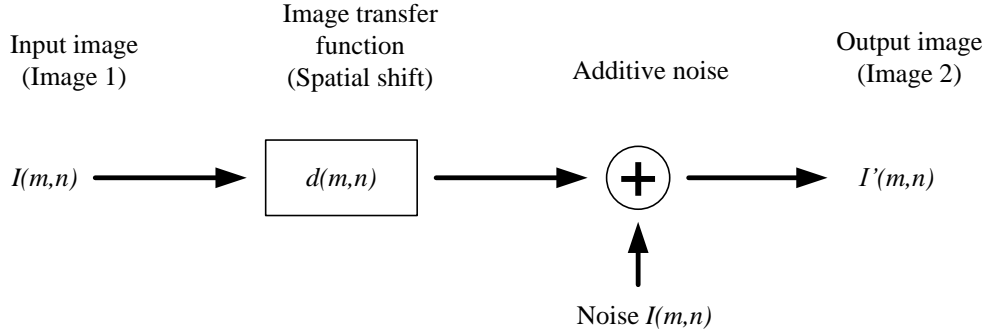 Input image
(Image 1)
Image transfer
function
(Spatial shift)
Additive noise
Output image
(Image 2)
I(m,n)
d(m,n)
+
I’(m,n)
Noise I(m,n)